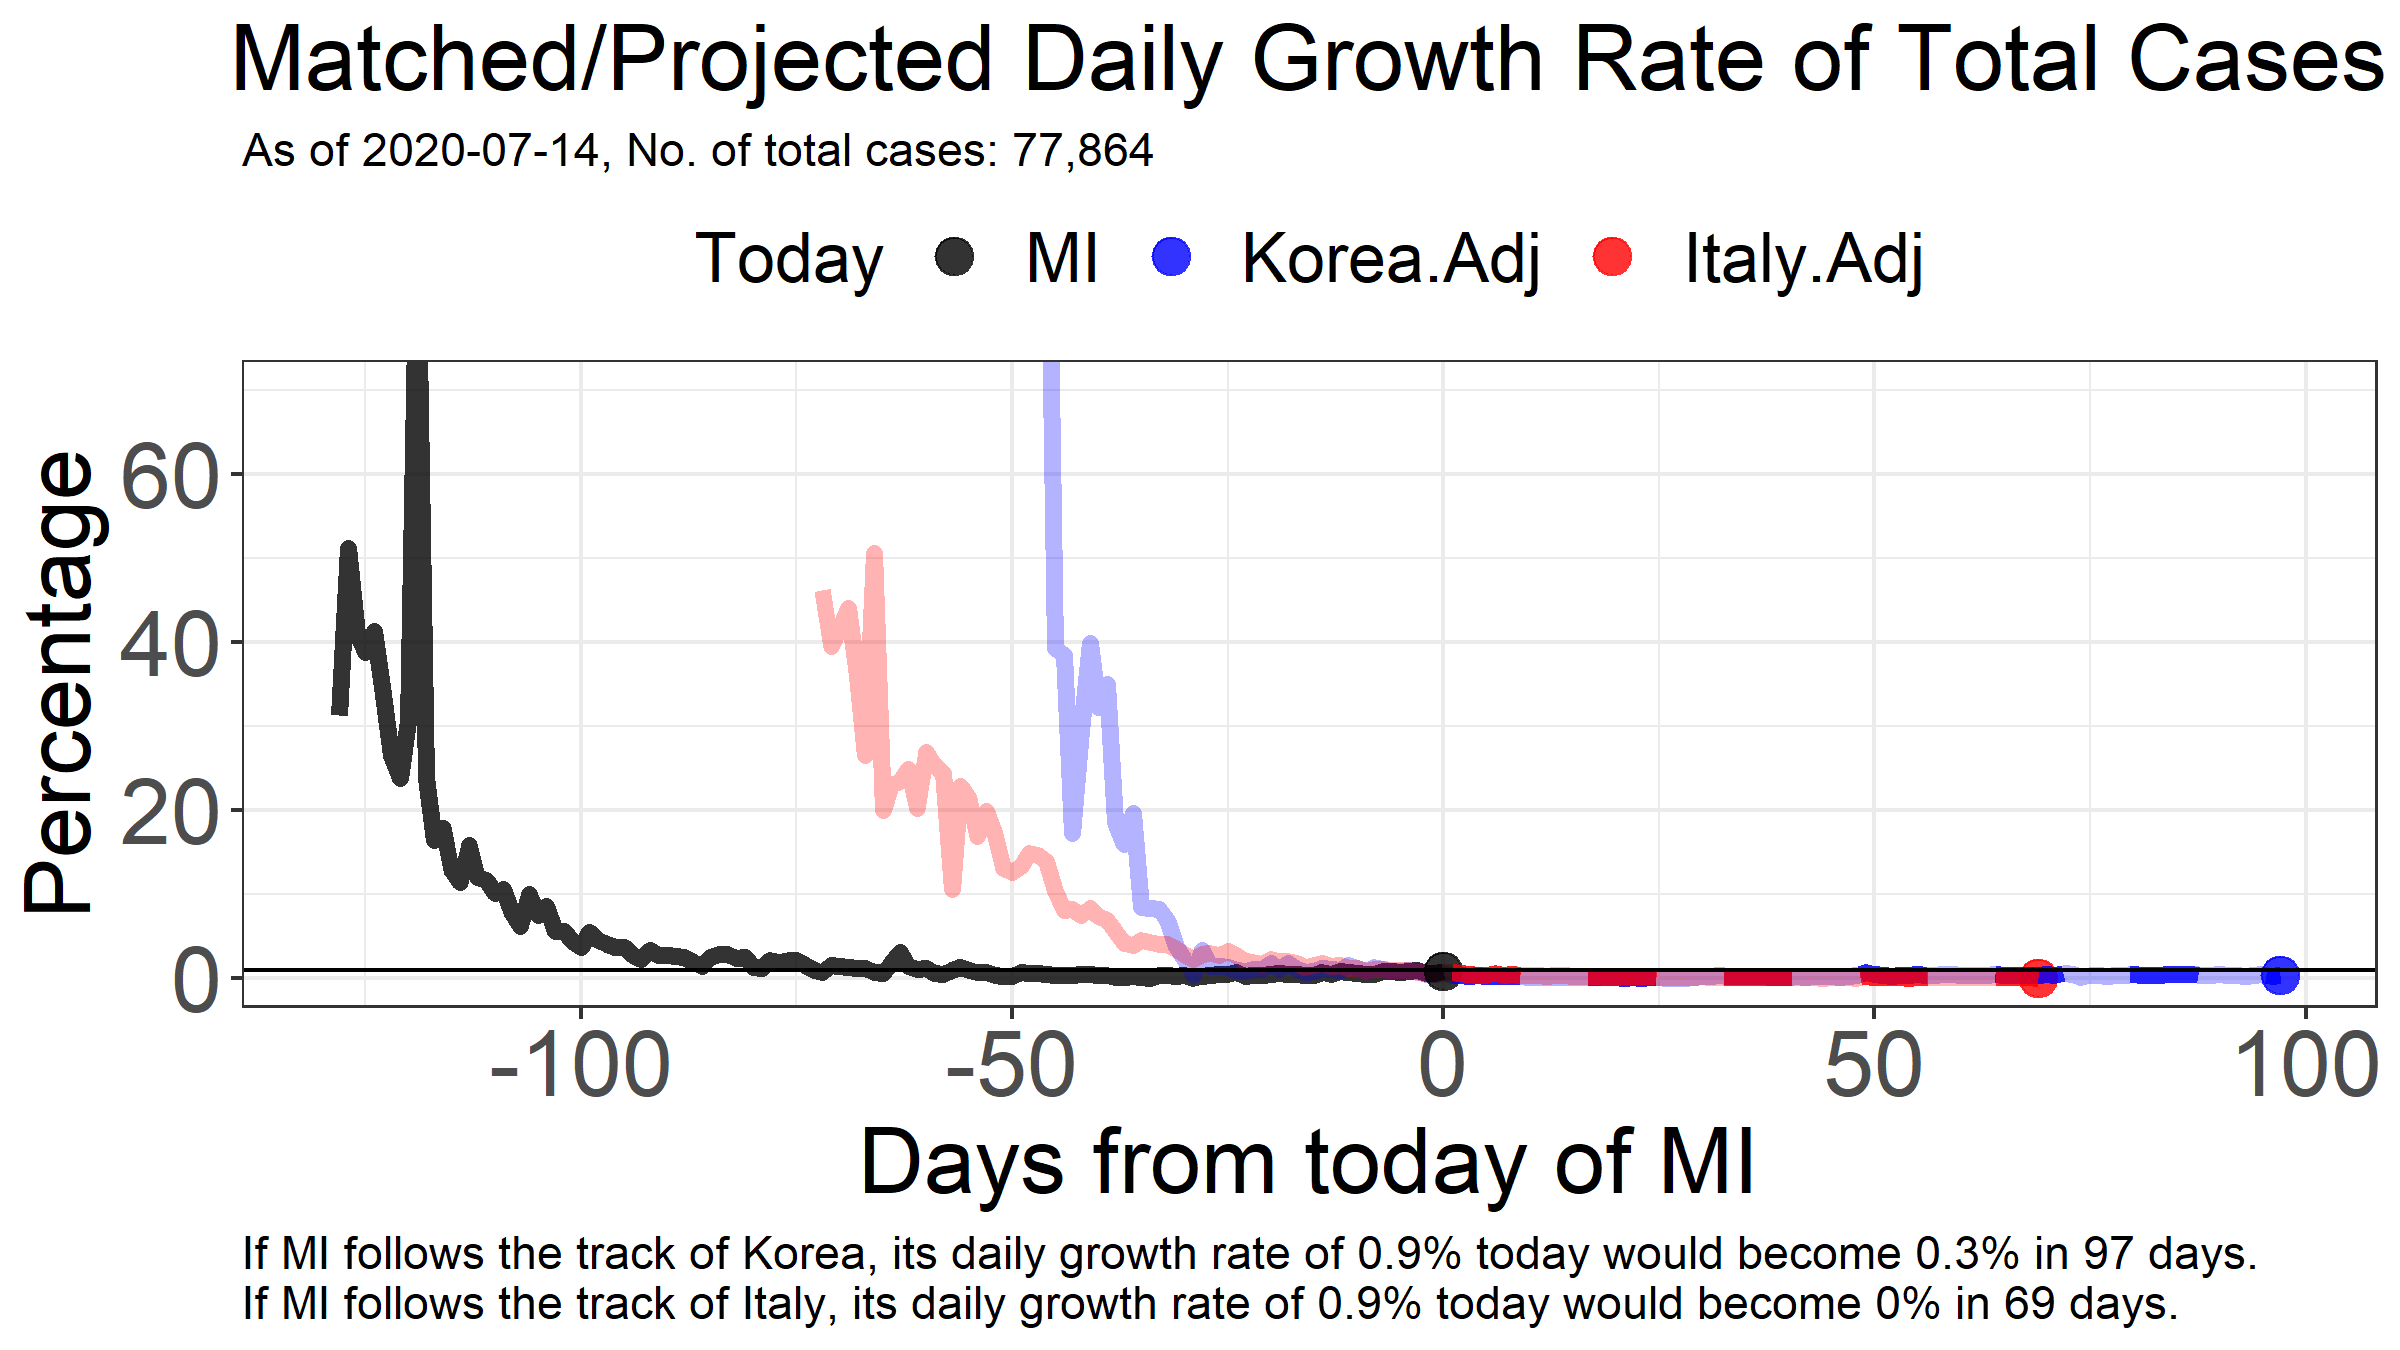 Matched/Projected Daily Growth Rate of Total Cases
As of 2020-07-14, No. of total cases: 77,864
Today MI Korea.Adj Italy.Adj
Percentage
60
40
20
0
-100 -50 0 50 100
Days from today of MI
If MI follows the track of Korea, its daily growth rate of 0.9% today would become 0.3% in 97 days.
If MI follows the track of Italy, its daily growth rate of 0.9% today would become 0% in 69 days.